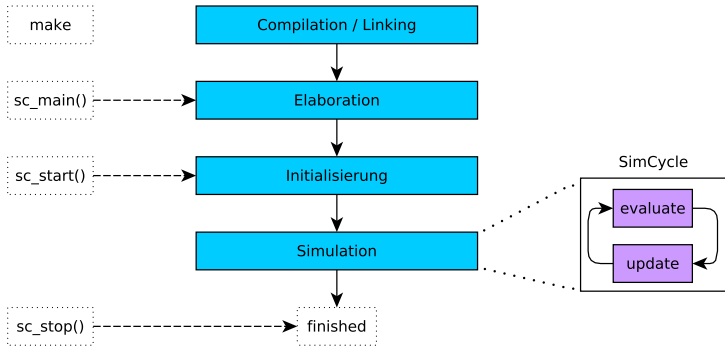 make
Compilation / Linking
sc_main()
Elaboration
sc_start()
Initialisierung
SimCycle
evaluate
Simulation
update
sc_stop()
finished